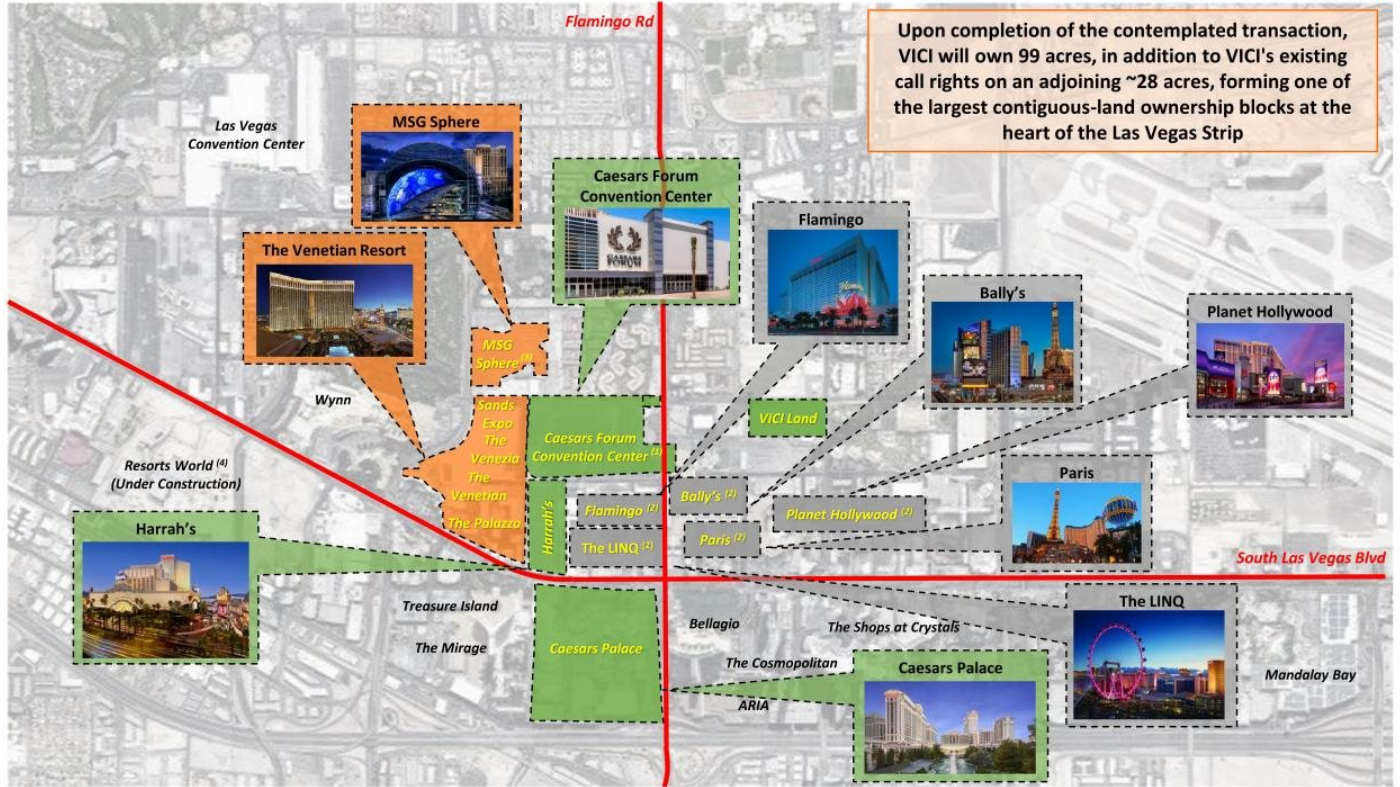 Flamingo Rd
Upon completion of the contemplated transaction,
VICI will own 99 acres, in addition to VICI's existing
call rights on an adjoining ~28 acres, forming one of
the largest contiguous-land ownership blocks at the
heart of the Las Vegas Strip
MSG Sphere
Las Vegas
Convention Center
Caesars Forum
Convention Center
CAESARS
FORUM
Flamingo
The Venetian Resort
Bally's
Planet Hollywood
MSG
Sphere (3)
Wynn
Sands
Expo
The
Venezia
The
Venetian
The Palazzo
VICI Land
Caesars Forum
Convention Center (1)
Resorts World (4)
(Under Construction)
Paris
Harrah's
Harrah's
Flamingo (2)
Bally's (2)
Planet Hollywood (2)
The LINQ (2)
Paris (2)
South Las Vegas Blvd
Treasure Island
The Mirage
Caesars Palace
Bellagio
The Shops at Crystals
The LINQ
The Cosmopolitan
Caesars Palace
Mandalay Bay
ARIA